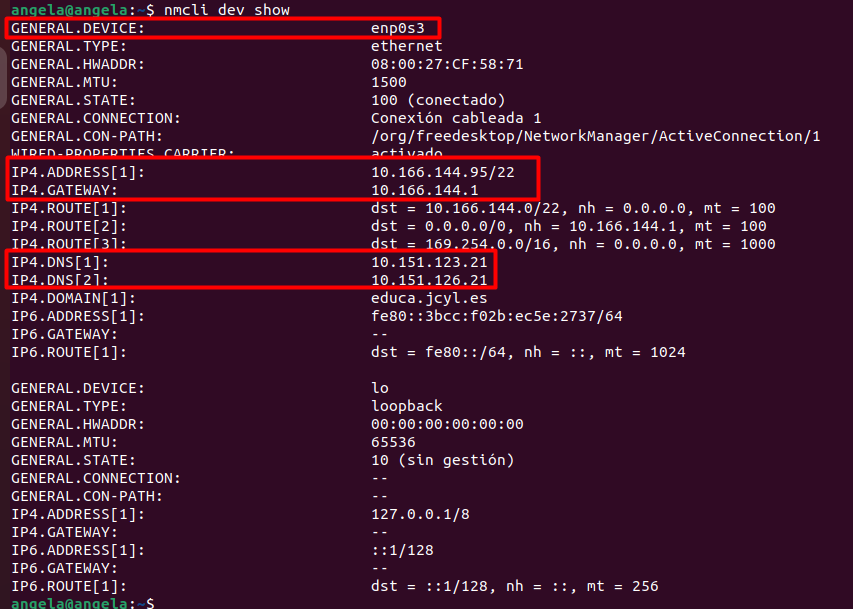 angela@angela:~$ nmcli dev show
GENERAL.DEVICE: enp0s3
GENERAL.TYPE: ethernet
GENERAL.HWADDR: 08:00:27:CF:58:71
GENERAL.MTU: 1500
GENERAL.STATE: 100 (conectado)
GENERAL.CONNECTION: Conexión cableada 1
GENERAL.CON-PATH: /org/freedesktop/NetworkManager/ActiveConnection/1
WIRED-PROPERTIES.CARRIER: activado
IP4.ADDRESS[1]: 10.166.144.95/22
IP4.GATEWAY: 10.166.144.1
IP4.ROUTE[1]: dst = 10.166.144.0/22, nh = 0.0.0.0, mt = 100
IP4.ROUTE[2]: dst = 0.0.0.0/0, nh = 10.166.144.1, mt = 100
IP4.ROUTE[3]: dst = 169.254.0.0/16, nh = 0.0.0.0, mt = 1000
IP4.DNS[1]: 10.151.123.21
IP4.DNS[2]: 10.151.126.21
IP4.DOMAIN[1]: educa.jcyl.es
IP6.ADDRESS[1]: fe80::3bcc:f02b:ec5e:2737/64
IP6.GATEWAY: --
IP6.ROUTE[1]: dst = fe80::/64, nh = ::, mt = 1024
GENERAL.DEVICE: lo
GENERAL.TYPE: loopback
GENERAL.HWADDR: 00:00:00:00:00:00
GENERAL.MTU: 65536
GENERAL.STATE: 10 (sin gestión)
GENERAL.CONNECTION: --
GENERAL.CON-PATH: --
IP4.ADDRESS[1]: 127.0.0.1/8
IP4.GATEWAY: --
IP6.ADDRESS[1]: ::1/128
IP6.GATEWAY: --
IP6.ROUTE[1]: dst = ::1/128, nh = ::, mt = 256
angela@angela:~$